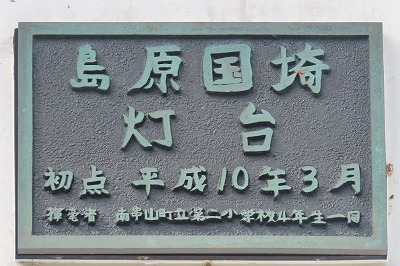 島原国埼
灯台
初点 平成10年3月
揮毫者 南串山町立第二小学校4年生一同